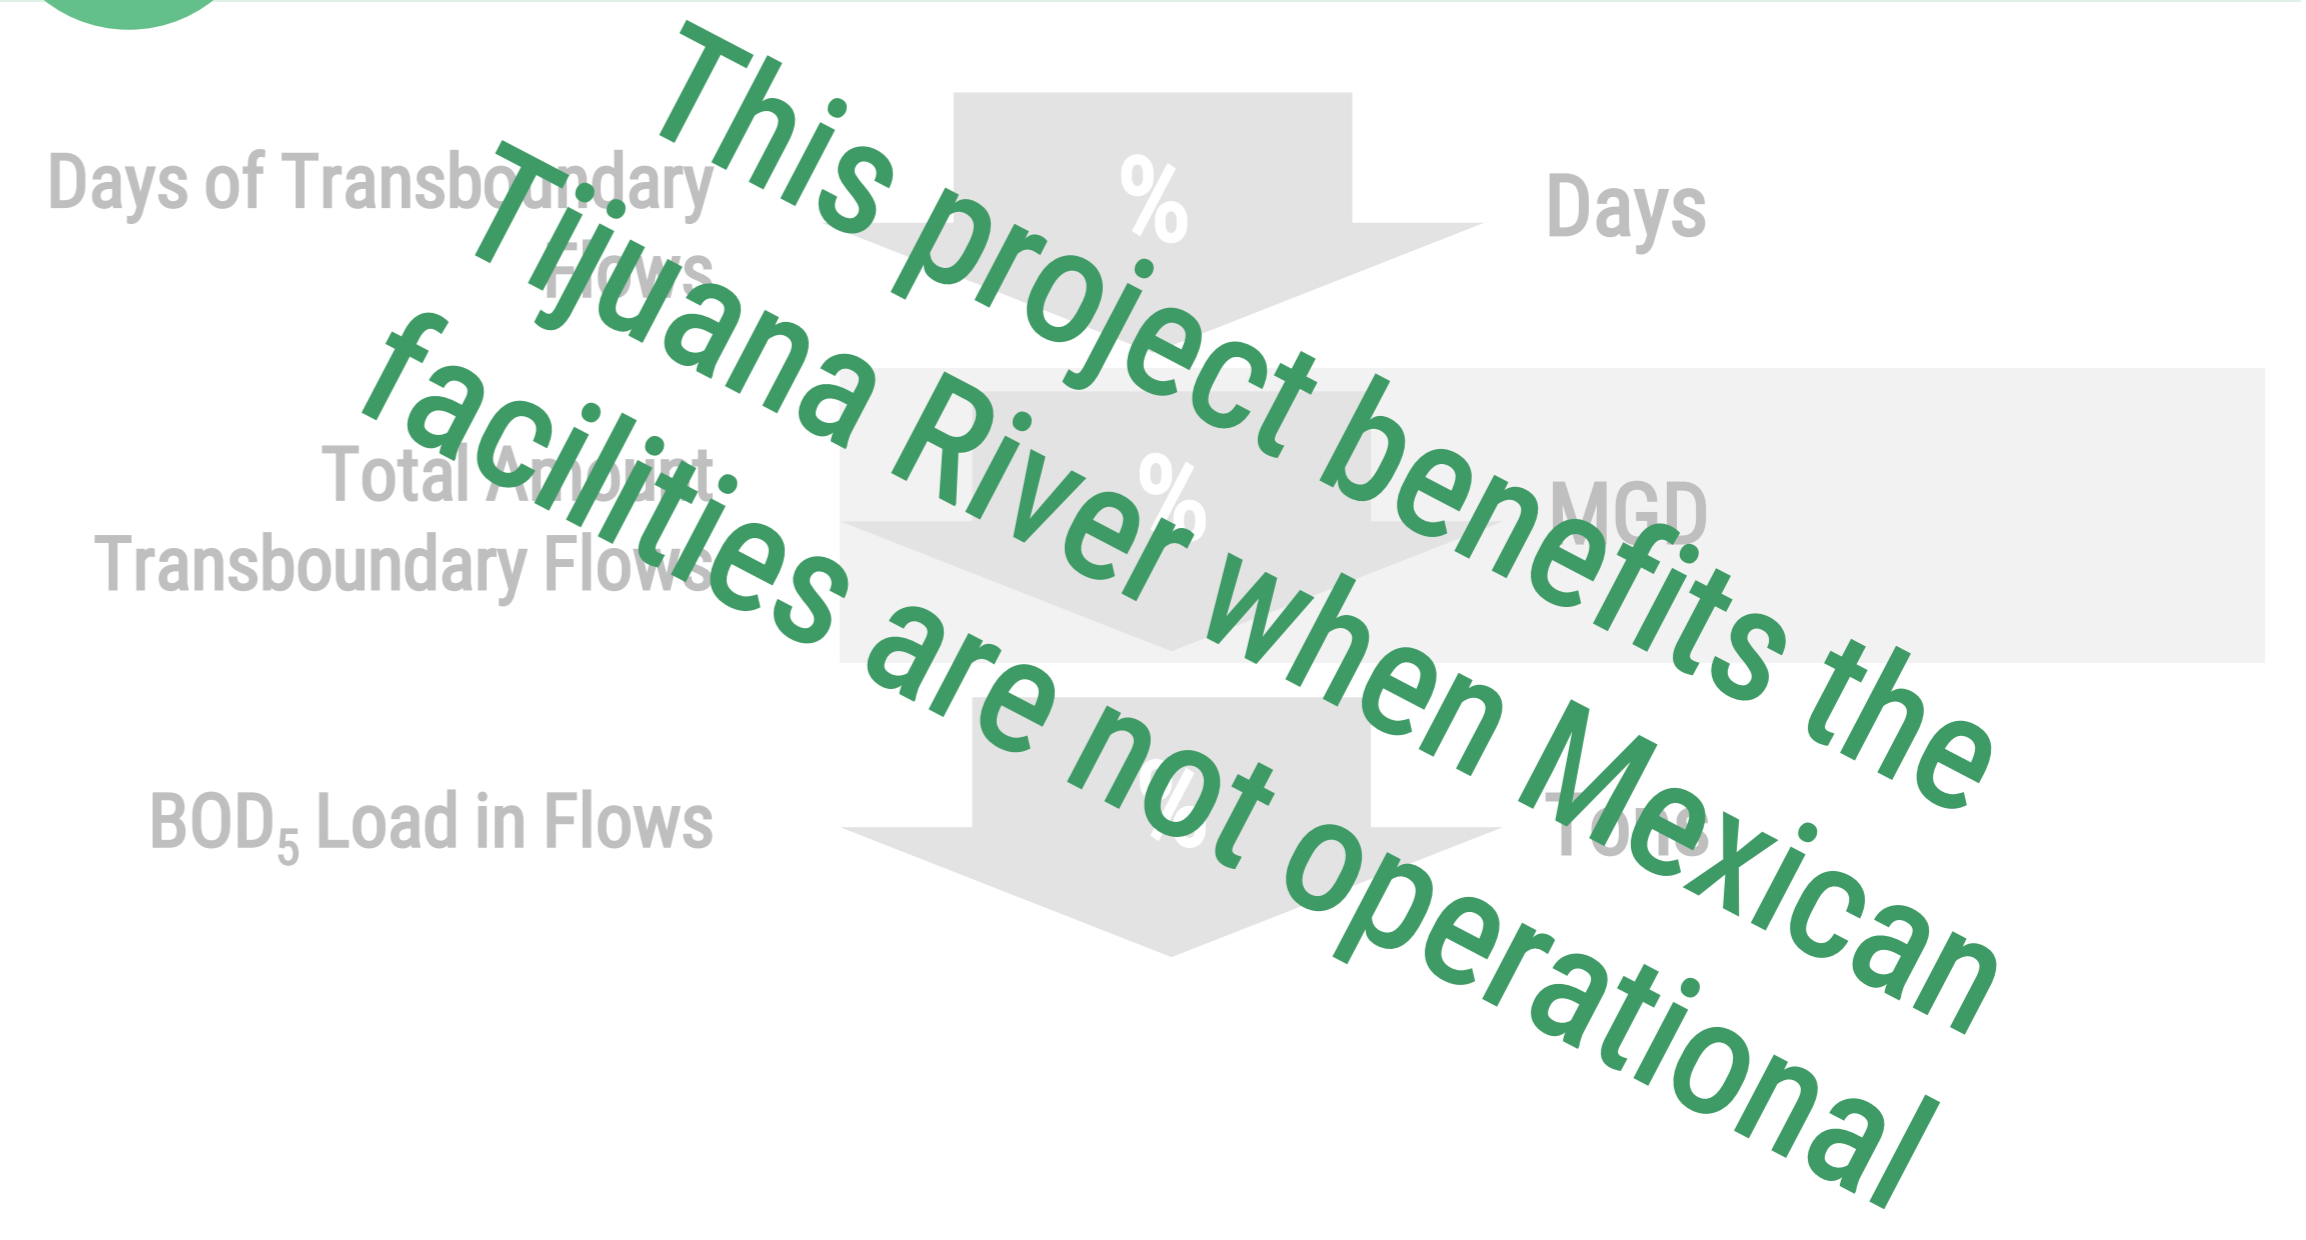 Days of Transboundary
Flows
%
Days
Total Amount
Transboundary Flows
%
MGD
BOD₅ Load in Flows
%
Tons
This project benefits the
Tijuana River when Mexican
facilities are not operational